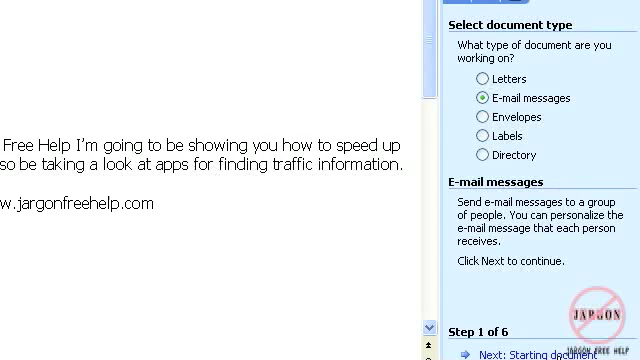 Free Help I'm going to be showing you how to speed up
so be taking a look at apps for finding traffic information.
w.jargonfreehelp.com
Select document type
What type of document are you
working on?
Letters
E-mail messages
Envelopes
Labels
Directory
E-mail messages
Send e-mail messages to a group
of people. You can personalize the
e-mail message that each person
receives.
Click Next to continue.
JARGON
Step 1 of 6
JARGON FREE HELP
Next: Starting document